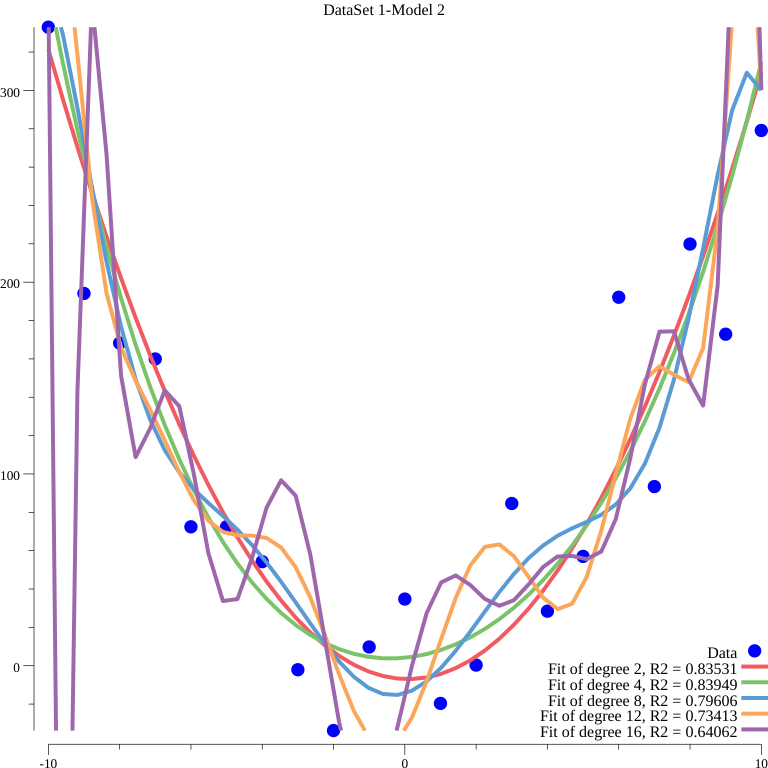 DataSet 1-Model 2
300
200
100
0
Data
Fit of degree 2, R2 = 0.83531
Fit of degree 4, R2 = 0.83949
Fit of degree 8, R2 = 0.79606
Fit of degree 12, R2 = 0.73413
Fit of degree 16, R2 = 0.64062
-10 0 10